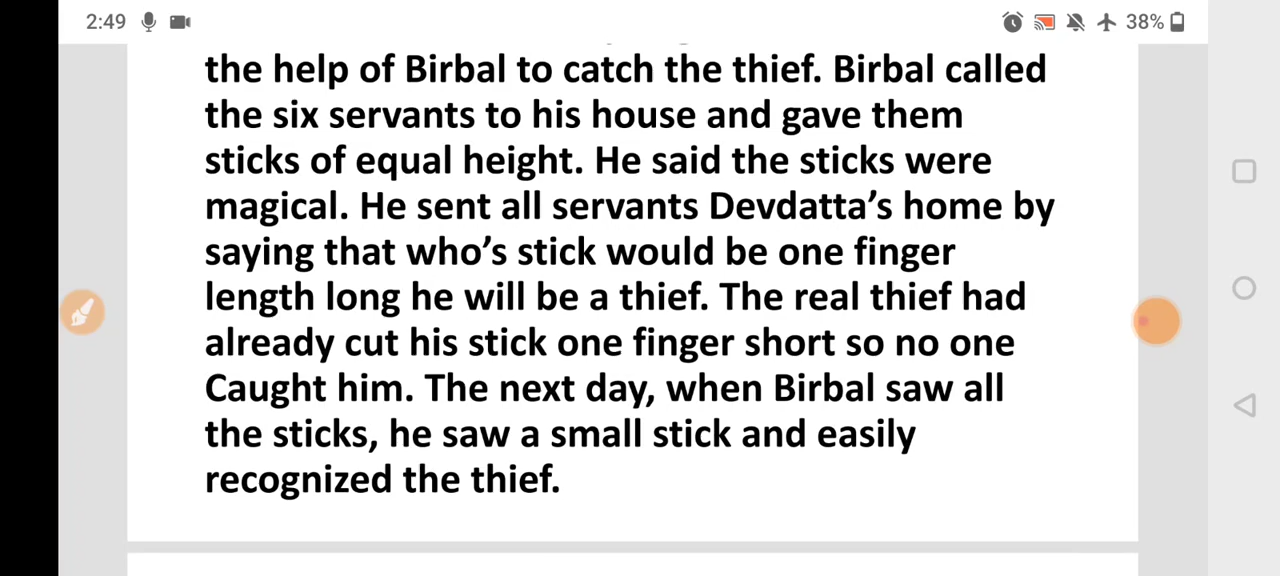 2:49
38%
the help of Birbal to catch the thief. Birbal called
the six servants to his house and gave them
sticks of equal height. He said the sticks were
magical. He sent all servants Devdatta’s home by
saying that who’s stick would be one finger
length long he will be a thief. The real thief had
already cut his stick one finger short so no one
Caught him. The next day, when Birbal saw all
the sticks, he saw a small stick and easily
recognized the thief.